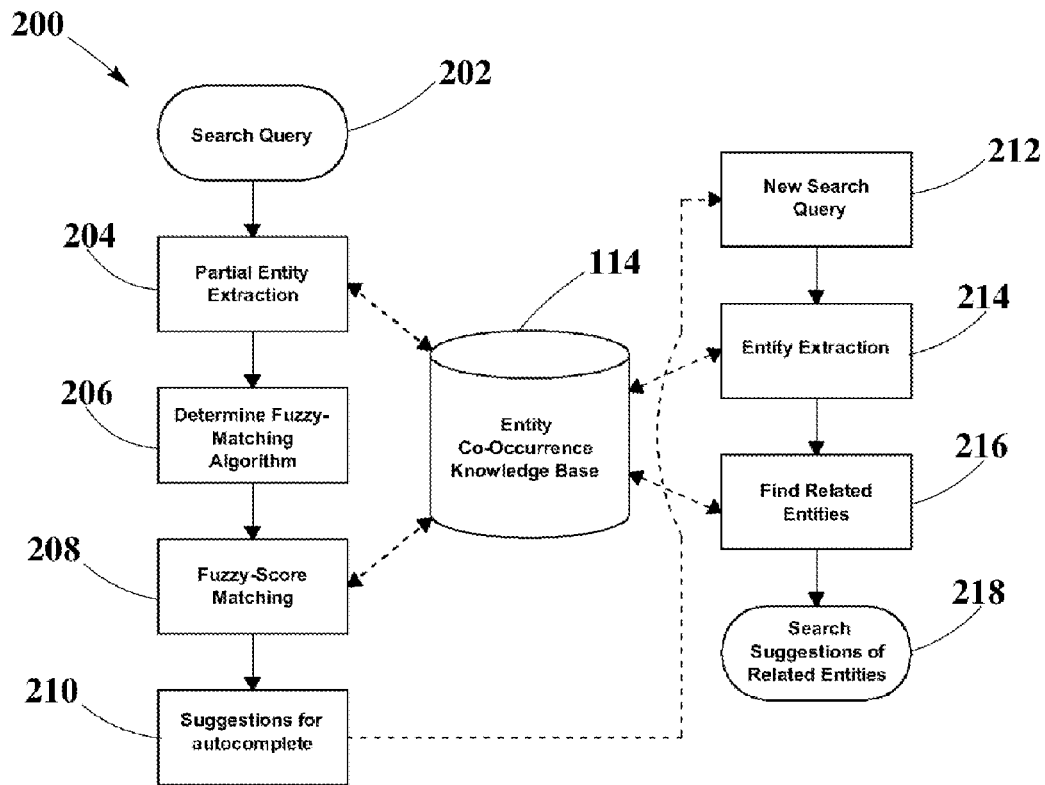 200
202
Search Query
204
Partial Entity
Extraction
206
Determine Fuzzy-
Matching
Algorithm
208
Fuzzy-Score
Matching
210
Suggestions for
autocomplete
114
Entity
Co-Occurrence
Knowledge Base
212
New Search
Query
214
Entity Extraction
216
Find Related
Entities
218
Search
Suggestions of
Related Entities